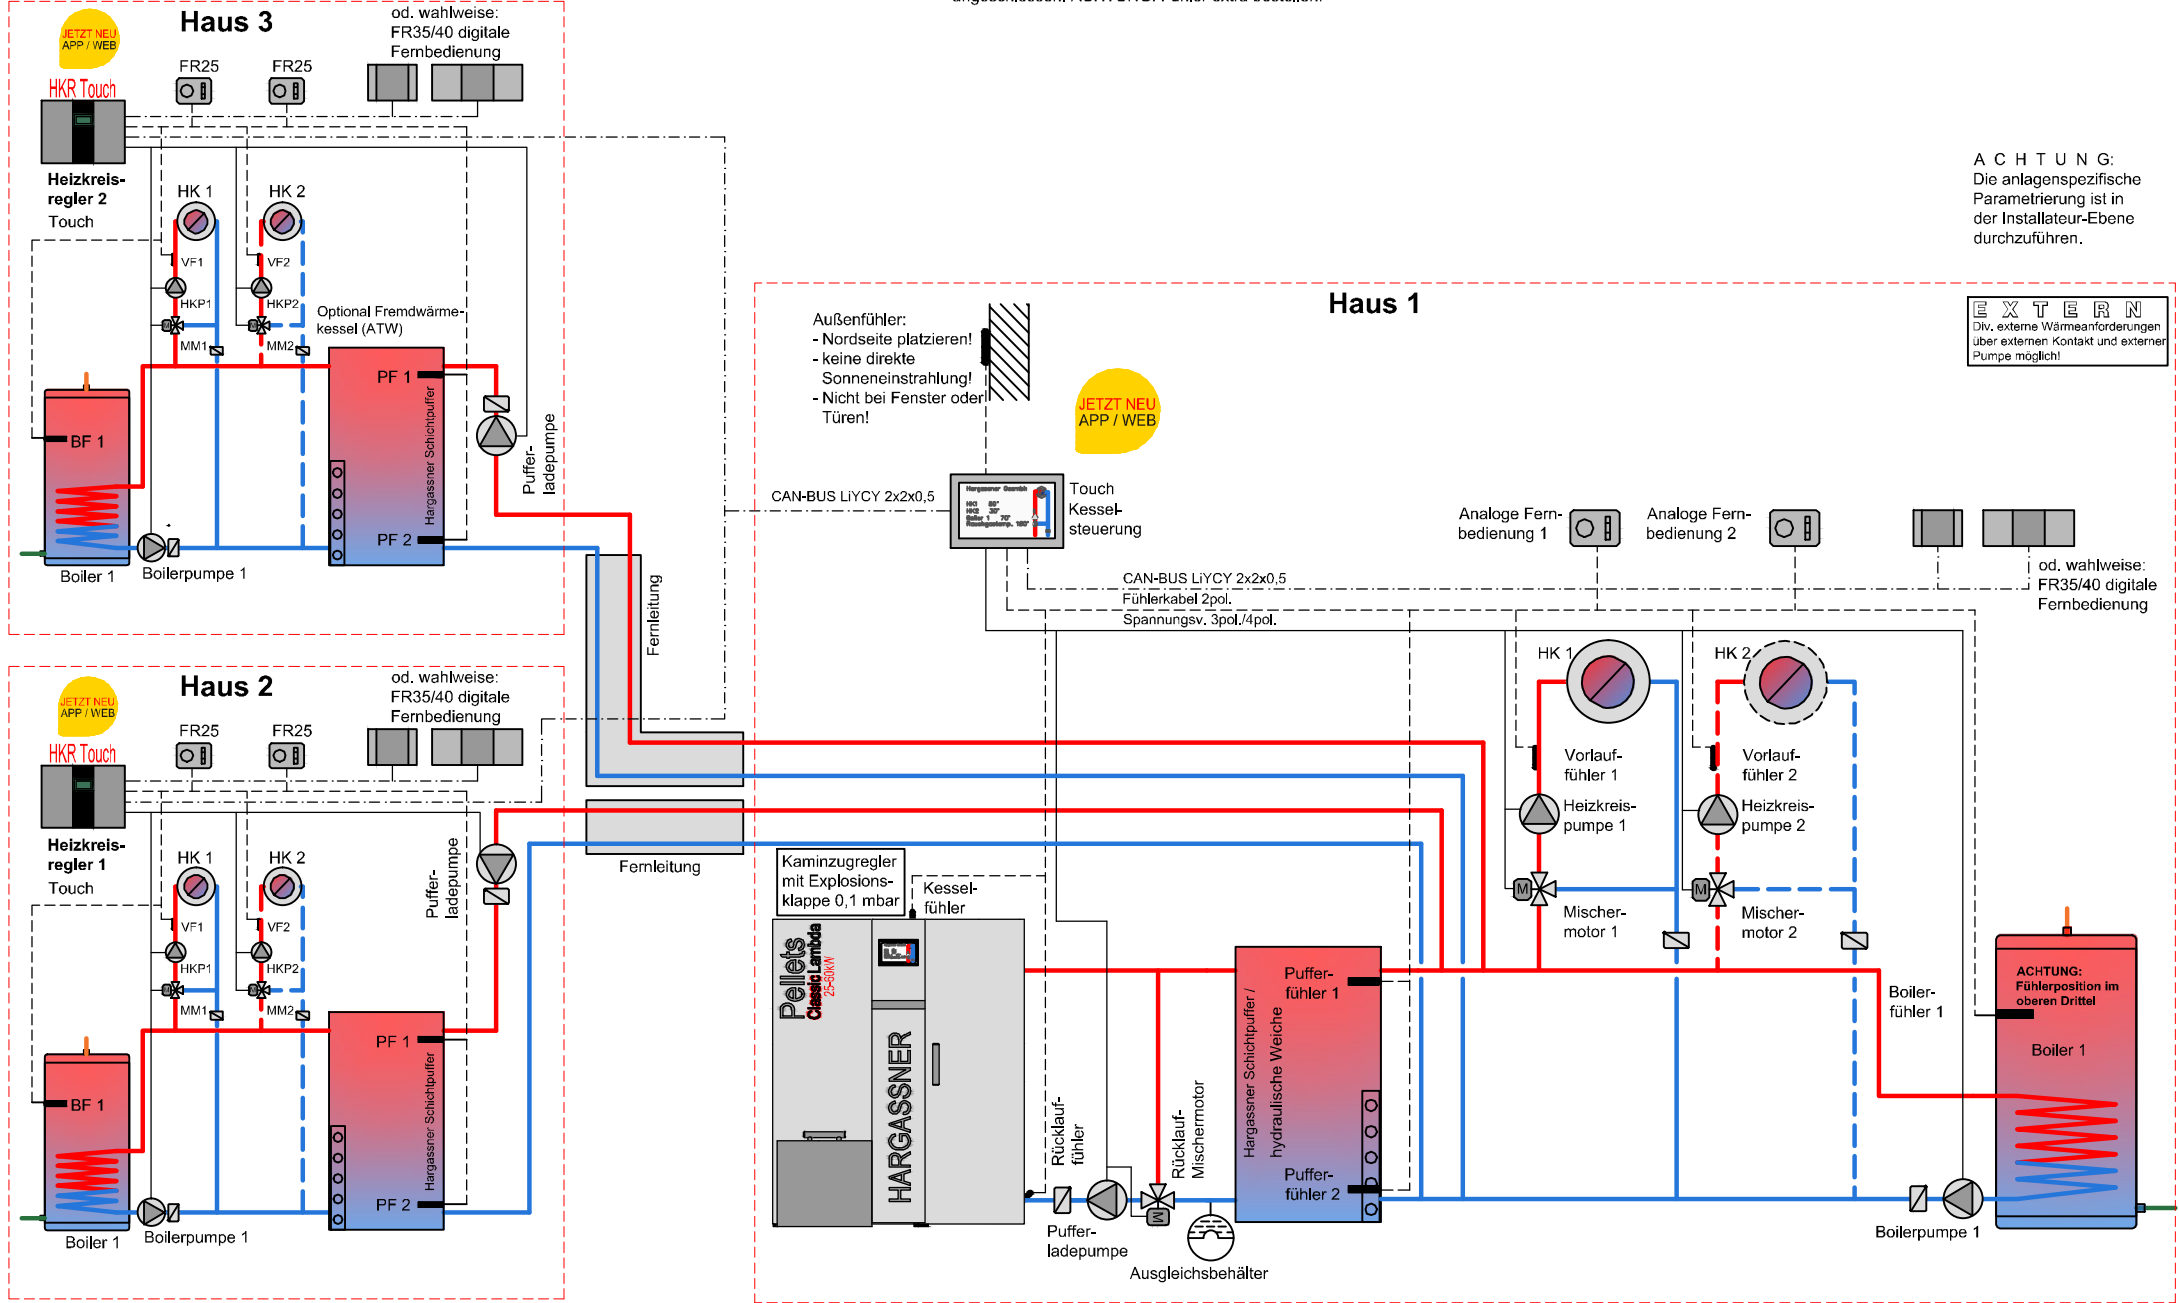 Haus 3
JETZT NEU
APP / WEB
HKR Touch
FR25
FR25
od. wahlweise:
FR35/40 digitale
Fernbedienung
Heizkreis-
regler 2
Touch
HK 1
HK 2
VF1
VF2
HKP1
HKP2
MM1
MM2
Optional Fremdwärme-
kessel (ATW)
PF 1
Hargassner Schichtpuffer
PF 2
BF 1
Boiler 1
Boilerpumpe 1
Puffer-
ladepumpe
Fernleitung
Haus 2
JETZT NEU
APP / WEB
HKR Touch
FR25
FR25
od. wahlweise:
FR35/40 digitale
Fernbedienung
Heizkreis-
regler 1
Touch
HK 1
HK 2
VF1
VF2
HKP1
HKP2
MM1
MM2
PF 1
Hargassner Schichtpuffer
PF 2
BF 1
Boiler 1
Boilerpumpe 1
Puffer-
ladepumpe
Fernleitung
A C H T U N G:
Die anlagenspezifische
Parametrierung ist in
der Installateur-Ebene
durchzuführen.
Haus 1
E X T E R N
Div. externe Wärmeanforderungen
über externen Kontakt und externer
Pumpe möglich!
Außenfühler:
- Nordseite platzieren!
- keine direkte
Sonneneinstrahlung!
- Nicht bei Fenster oder
Türen!
JETZT NEU
APP / WEB
CAN-BUS LiYCY 2x2x0,5
Touch
Kessel-
steuerung
Analoge Fern-
bedienung 1
Analoge Fern-
bedienung 2
od. wahlweise:
FR35/40 digitale
Fernbedienung
CAN-BUS LiYCY 2x2x0,5
Fühlerkabel 2pol.
Spannungsv. 3pol./4pol.
HK 1
HK 2
Vorlauf-
fühler 1
Vorlauf-
fühler 2
Heizkreis-
pumpe 1
Heizkreis-
pumpe 2
M
M
Mischer-
motor 1
Mischer-
motor 2
Kaminzugregler
mit Explosions-
klappe 0,1 mbar
Kessel-
fühler
Pellets
Classic Lambda
25-60kW
HARGASSNER
Rücklauf-
fühler
Rücklauf-
Mischermotor
M
Puffer-
ladepumpe
Ausgleichsbehälter
Puffer-
fühler 1
Hargassner Schichtpuffer /
hydraulische Weiche
Puffer-
fühler 2
Boiler-
fühler 1
ACHTUNG:
Fühlerposition im
oberen Drittel
Boiler 1
Boilerpumpe 1